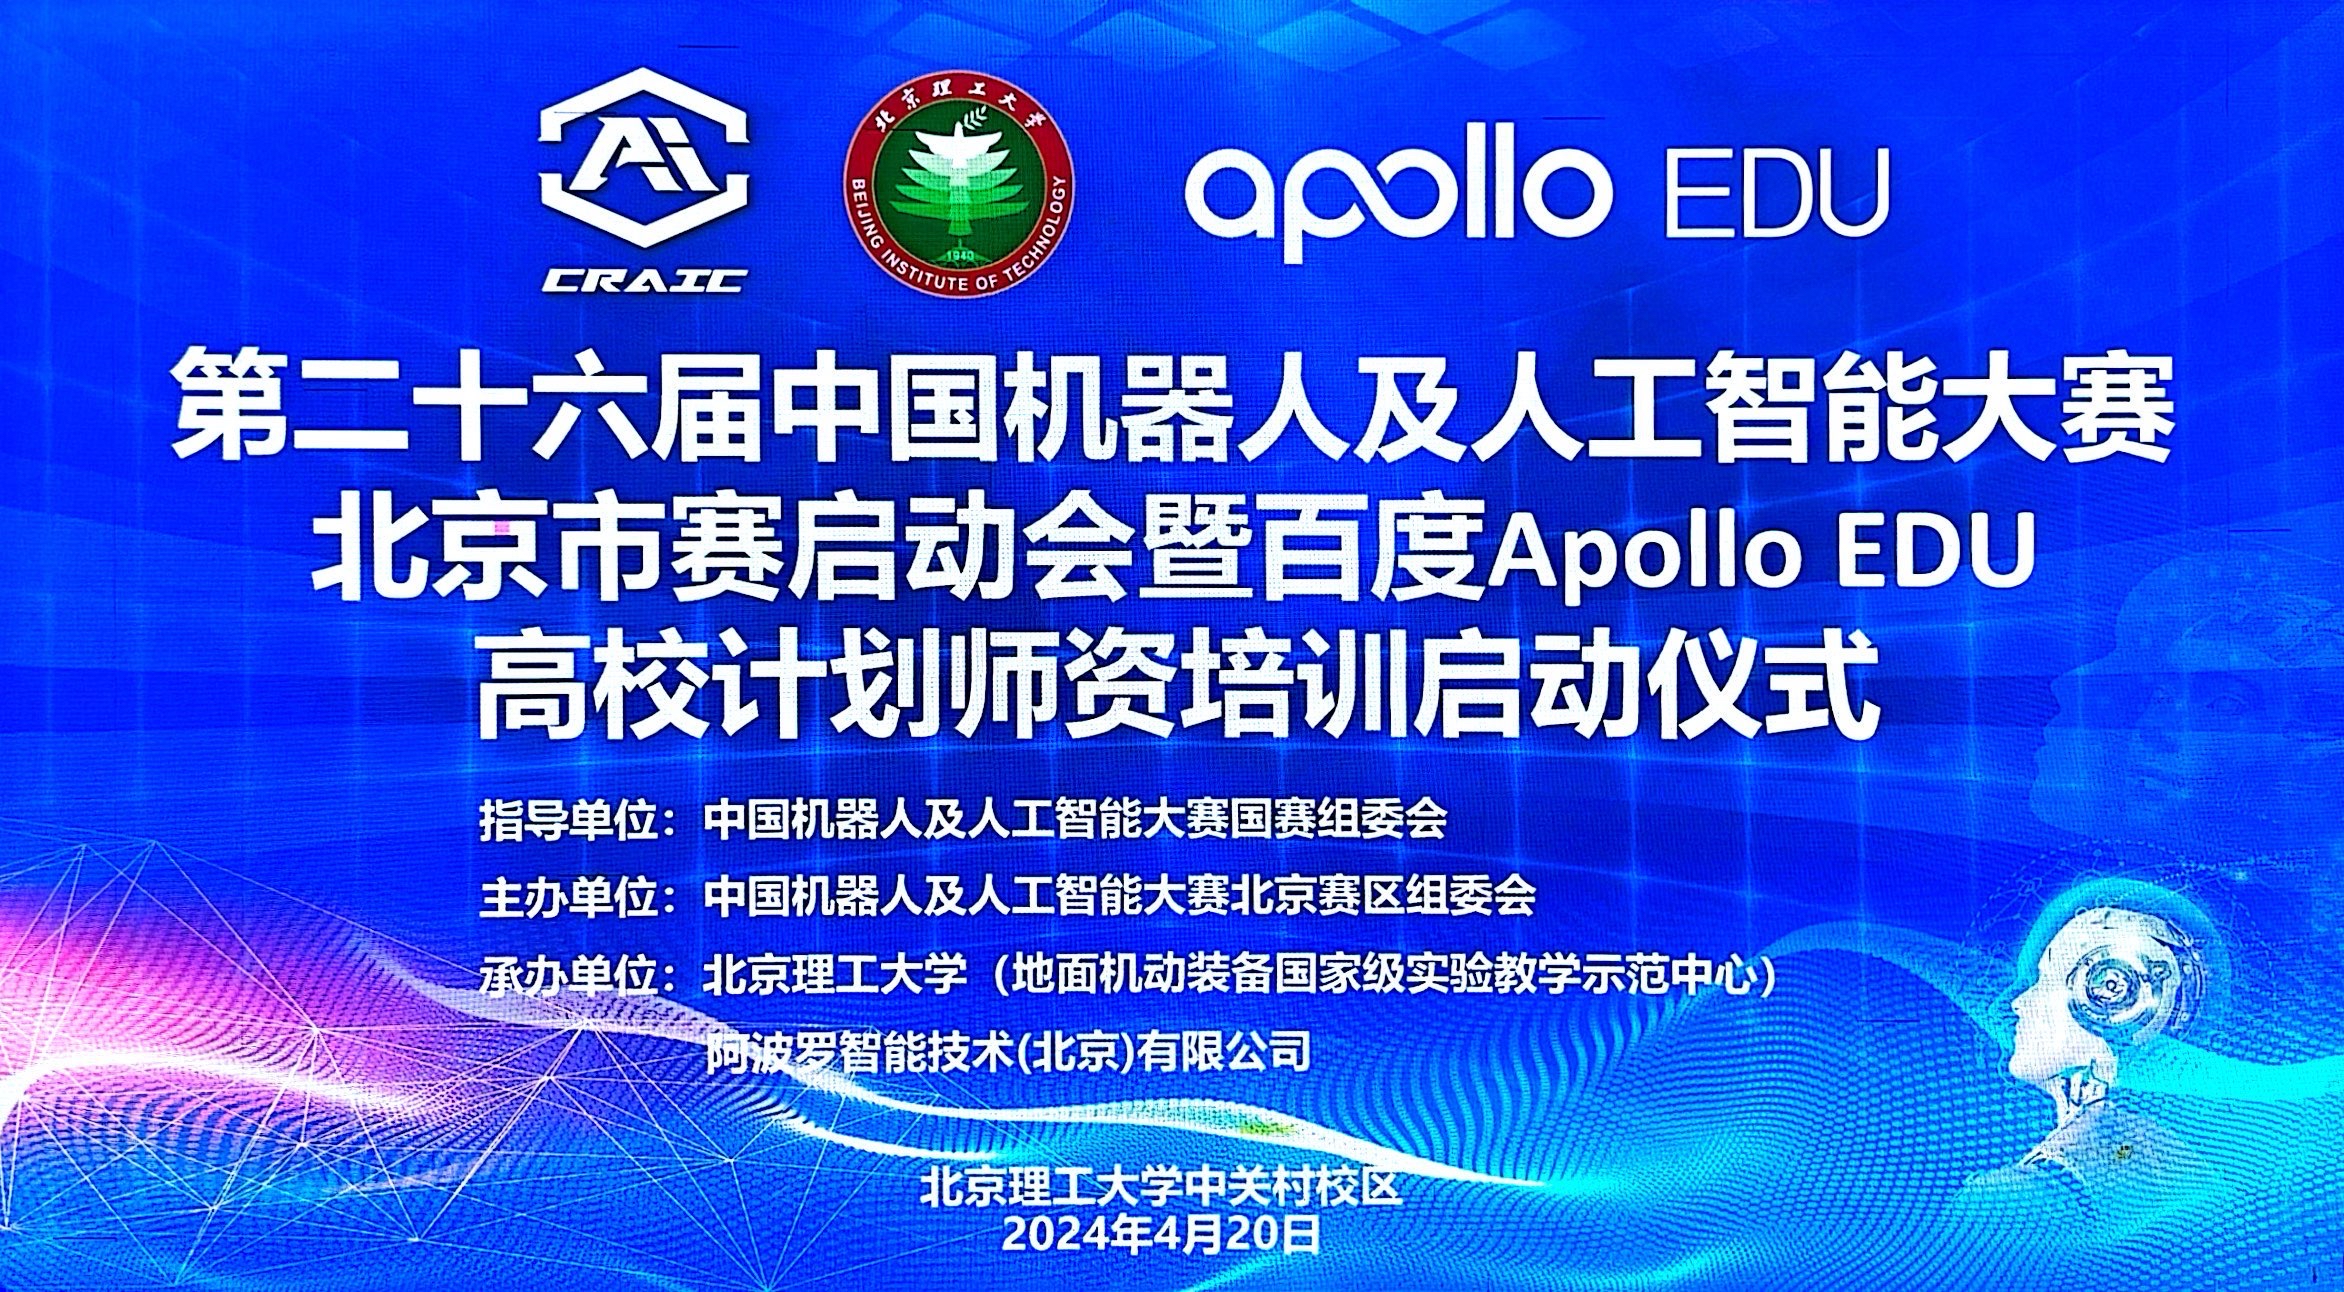 Ai
CRAIC
北京理工大学
BEIJING INSTITUTE OF TECHNOLOGY
1940
apollo EDU
第二十六届中国机器人及人工智能大赛
北京市赛启动会暨百度Apollo EDU
高校计划师资培训启动仪式
指导单位：中国机器人及人工智能大赛国赛组委会
主办单位：中国机器人及人工智能大赛北京赛区组委会
承办单位：北京理工大学（地面机动装备国家级实验教学示范中心）
阿波罗智能技术(北京)有限公司
北京理工大学中关村校区
2024年4月20日